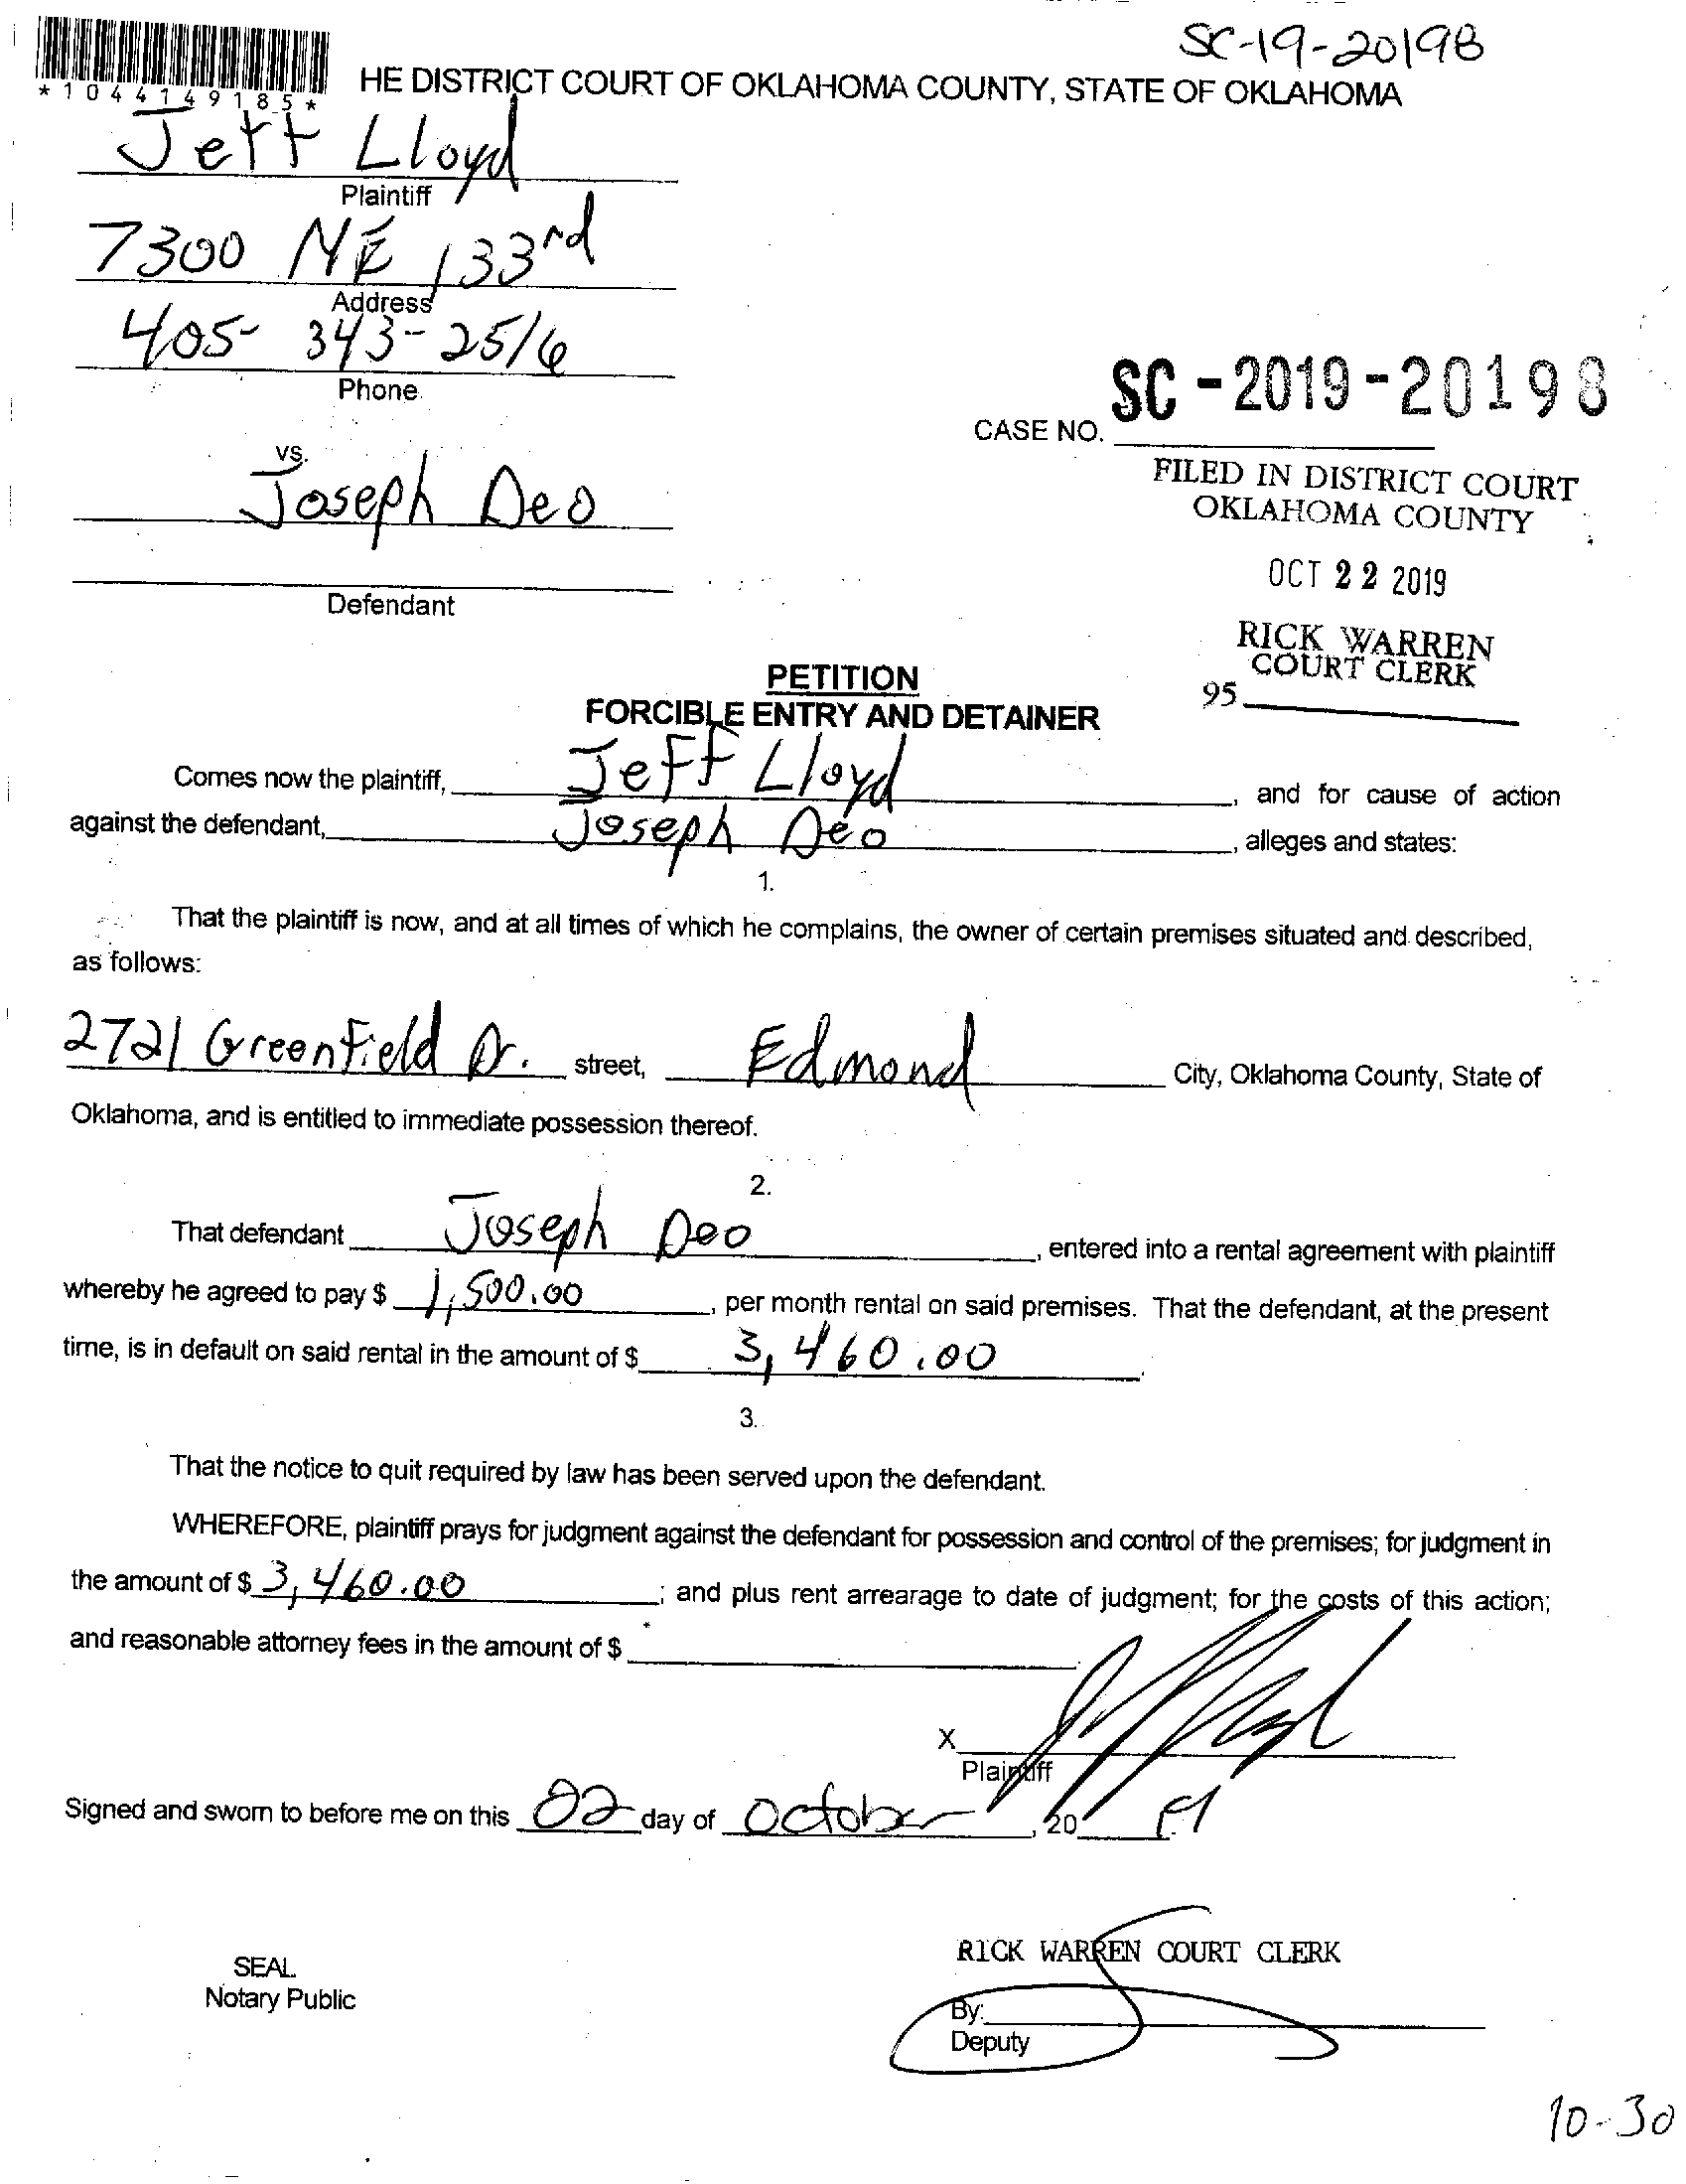 SC-19-20198
*1044149185*
HE DISTRICT COURT OF OKLAHOMA COUNTY, STATE OF OKLAHOMA
Jeff Lloyd
Plaintiff
7300 NE 133rd
Address
405- 343-2516
Phone
SC-2019-20198
CASE NO.
vs.
Joseph Deo
FILED IN DISTRICT COURT
OKLAHOMA COUNTY
OCT 22 2019
Defendant
RICK WARREN
COURT CLERK
95
PETITION
FORCIBLE ENTRY AND DETAINER
Comes now the plaintiff, Jeff Lloyd, and for cause of action
against the defendant, Joseph Deo, alleges and states:
1.
That the plaintiff is now, and at all times of which he complains, the owner of certain premises situated and described,
as follows:
2721 Greenfield Dr. street, Edmond City, Oklahoma County, State of
Oklahoma, and is entitled to immediate possession thereof.
2.
That defendant Joseph Deo, entered into a rental agreement with plaintiff
whereby he agreed to pay $ 1,500.00, per month rental on said premises. That the defendant, at the present
time, is in default on said rental in the amount of $ 3,460.00.
3.
That the notice to quit required by law has been served upon the defendant.
WHEREFORE, plaintiff prays for judgment against the defendant for possession and control of the premises; for judgment in
the amount of $ 3,460.00; and plus rent arrearage to date of judgment; for the costs of this action;
and reasonable attorney fees in the amount of $
X
Plaintiff
Signed and sworn to before me on this 22 day of October, 20 19
RICK WARREN COURT CLERK
SEAL
Notary Public
By:
Deputy
10-30